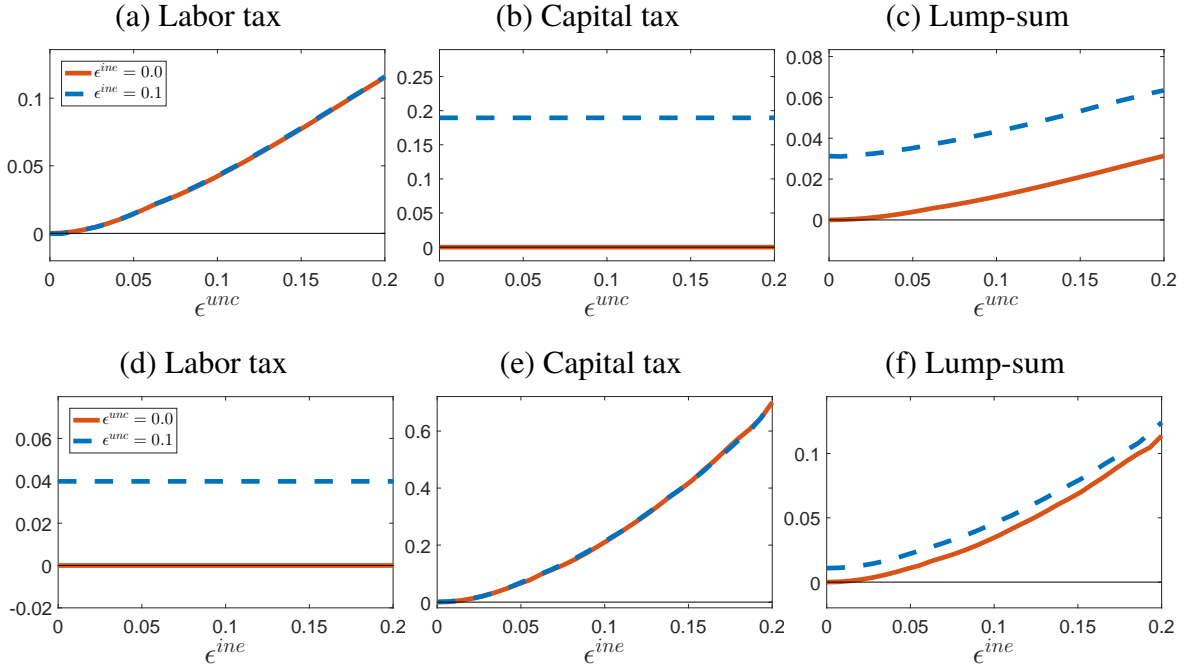 (a) Labor tax
(b) Capital tax
(c) Lump-sum
0.1
0.05
0
ϵ^{ine} = 0.0
ϵ^{ine} = 0.1
0 0.05 0.1 0.15 0.2
ϵ^{unc}
0.25
0.2
0.15
0.1
0.05
0
0 0.05 0.1 0.15 0.2
ϵ^{unc}
0.08
0.06
0.04
0.02
0
-0.02
0 0.05 0.1 0.15 0.2
ϵ^{unc}
(d) Labor tax
(e) Capital tax
(f) Lump-sum
0.06
0.04
0.02
0
-0.02
ϵ^{unc} = 0.0
ϵ^{unc} = 0.1
0 0.05 0.1 0.15 0.2
ϵ^{ine}
0.6
0.4
0.2
0
0 0.05 0.1 0.15 0.2
ϵ^{ine}
0.1
0.05
0
0 0.05 0.1 0.15 0.2
ϵ^{ine}